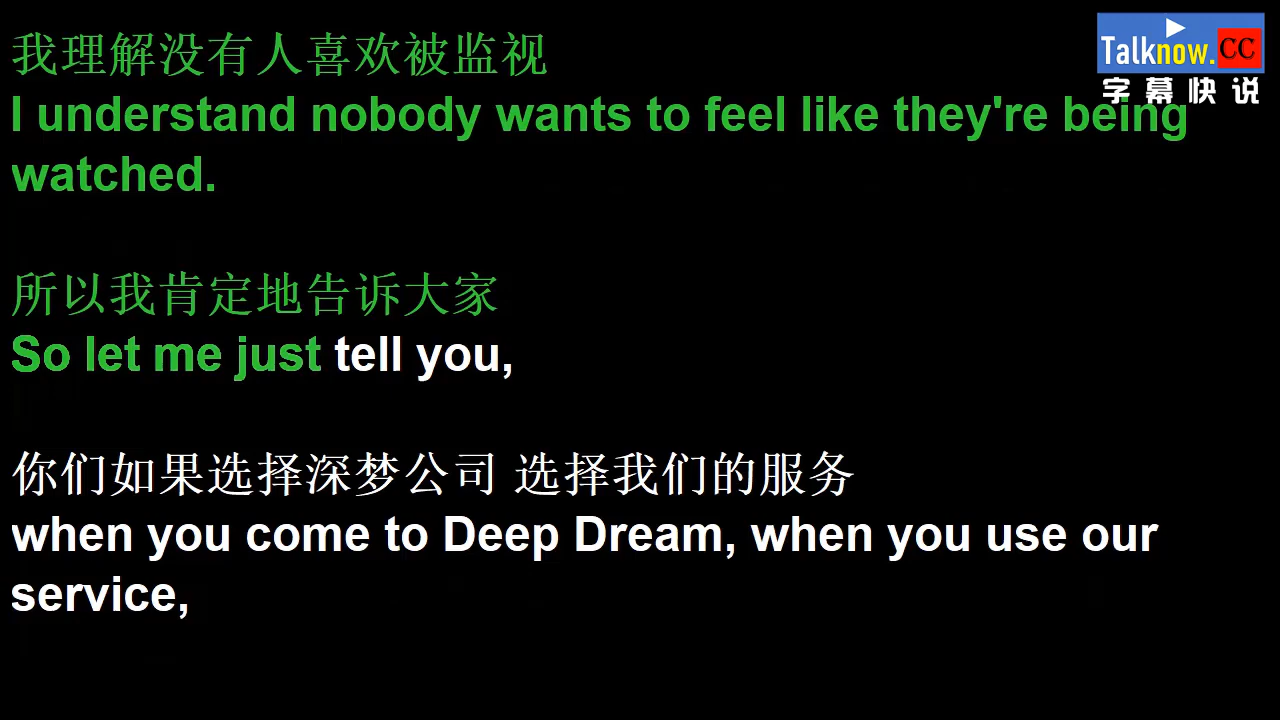 我理解没有人喜欢被监视
Talknow.CC
字幕快说
I understand nobody wants to feel like they're being
watched.
所以我肯定地告诉大家
So let me just tell you,
你们如果选择深梦公司 选择我们的服务
when you come to Deep Dream, when you use our
service,